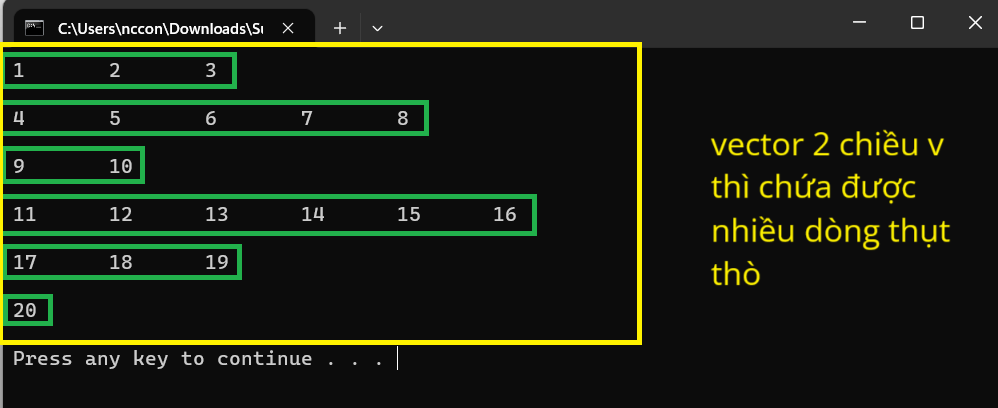 C:\Users\nccon\Downloads\Su
1 2 3
4 5 6 7 8
9 10
11 12 13 14 15 16
17 18 19
20
Press any key to continue . . .
vector 2 chiều v
thì chứa được
nhiều dòng thụt
thò